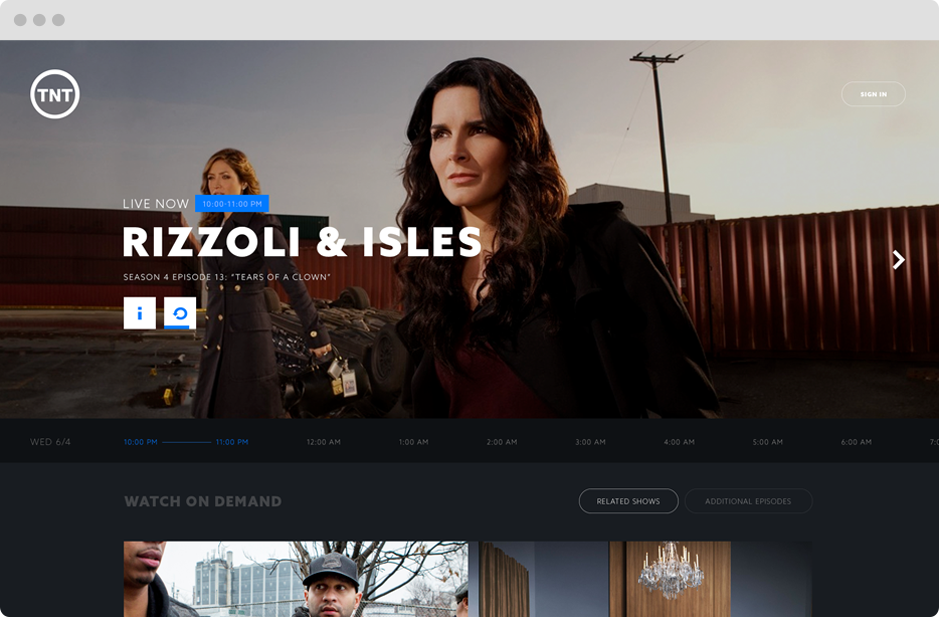 TNT
SIGN IN
LIVE NOW 10:00-11:00 PM
RIZZOLI & ISLES
SEASON 4 EPISODE 13: "TEARS OF A CLOWN"
i
WED 6/4 10:00 PM 11:00 PM 12:00 AM 1:00 AM 2:00 AM 3:00 AM 4:00 AM 5:00 AM 6:00 AM
WATCH ON DEMAND RELATED SHOWS ADDITIONAL EPISODES